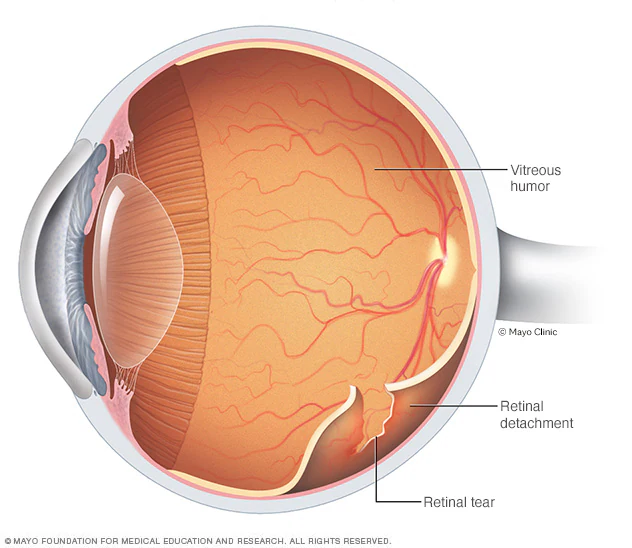 Vitreous
humor
© Mayo Clinic
Retinal
detachment
Retinal tear
© MAYO FOUNDATION FOR MEDICAL EDUCATION AND RESEARCH. ALL RIGHTS RESERVED.